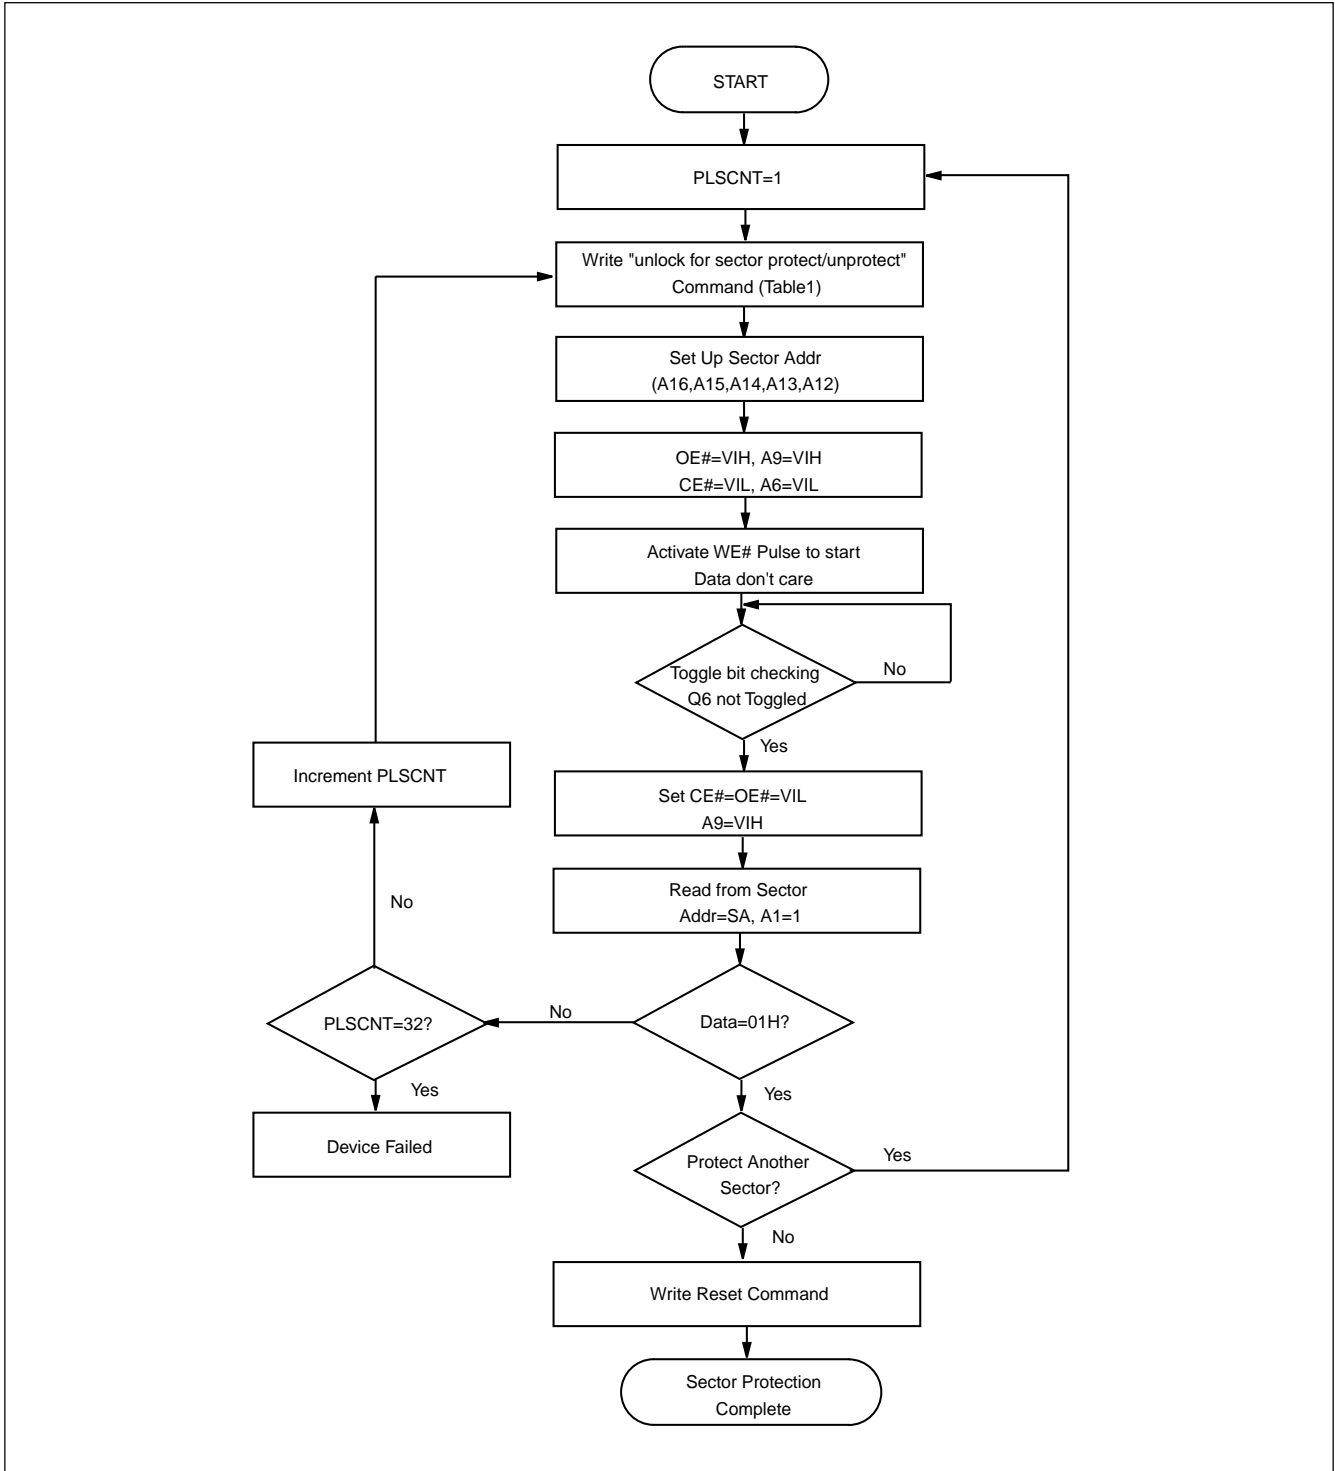 START
PLSCNT=1
Write "unlock for sector protect/unprotect"
Command (Table1)
Set Up Sector Addr
(A16,A15,A14,A13,A12)
OE#=VIH, A9=VIH
CE#=VIL, A6=VIL
Activate WE# Pulse to start
Data don't care
Toggle bit checking
Q6 not Toggled
No
Yes
Increment PLSCNT
Set CE#=OE#=VIL
A9=VIH
Read from Sector
Addr=SA, A1=1
No
PLSCNT=32?
No
Data=01H?
Yes
Yes
Device Failed
Protect Another
Sector?
Yes
No
Write Reset Command
Sector Protection
Complete